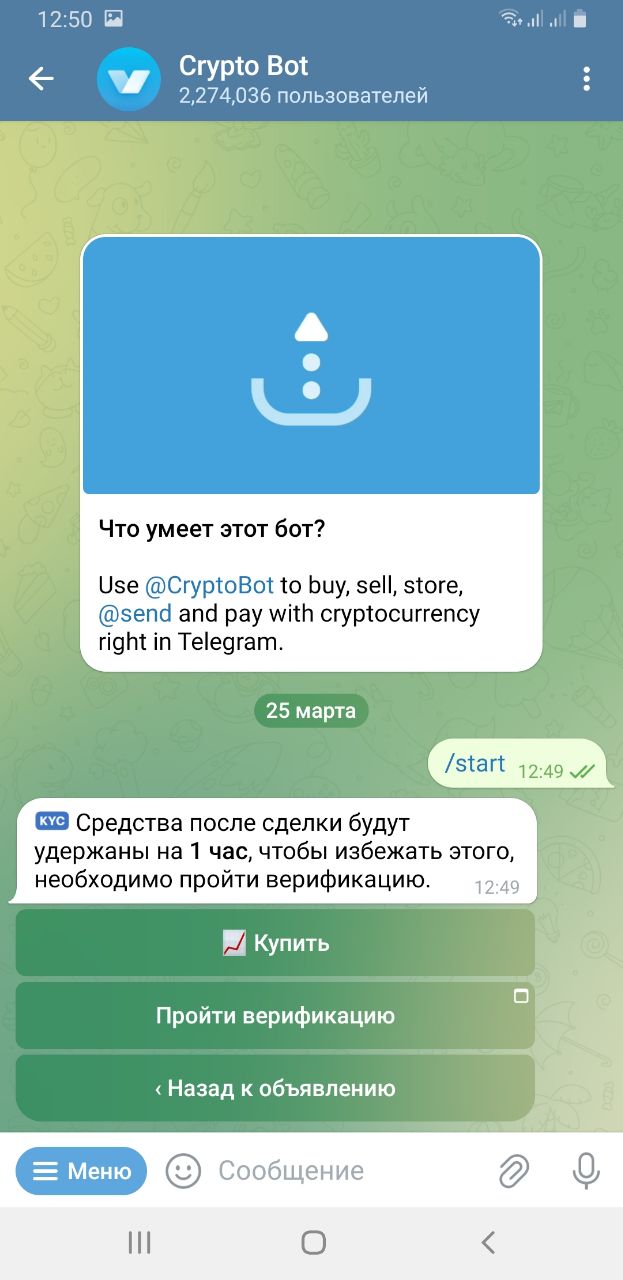 12:50
Crypto Bot
2,274,036 пользователей
Что умеет этот бот?
Use @CryptoBot to buy, sell, store,
@send and pay with cryptocurrency
right in Telegram.
25 марта
/start 12:49
KYC Средства после сделки будут
удержаны на 1 час, чтобы избежать этого,
необходимо пройти верификацию. 12:49
Купить
Пройти верификацию
‹ Назад к объявлению
Меню Сообщение